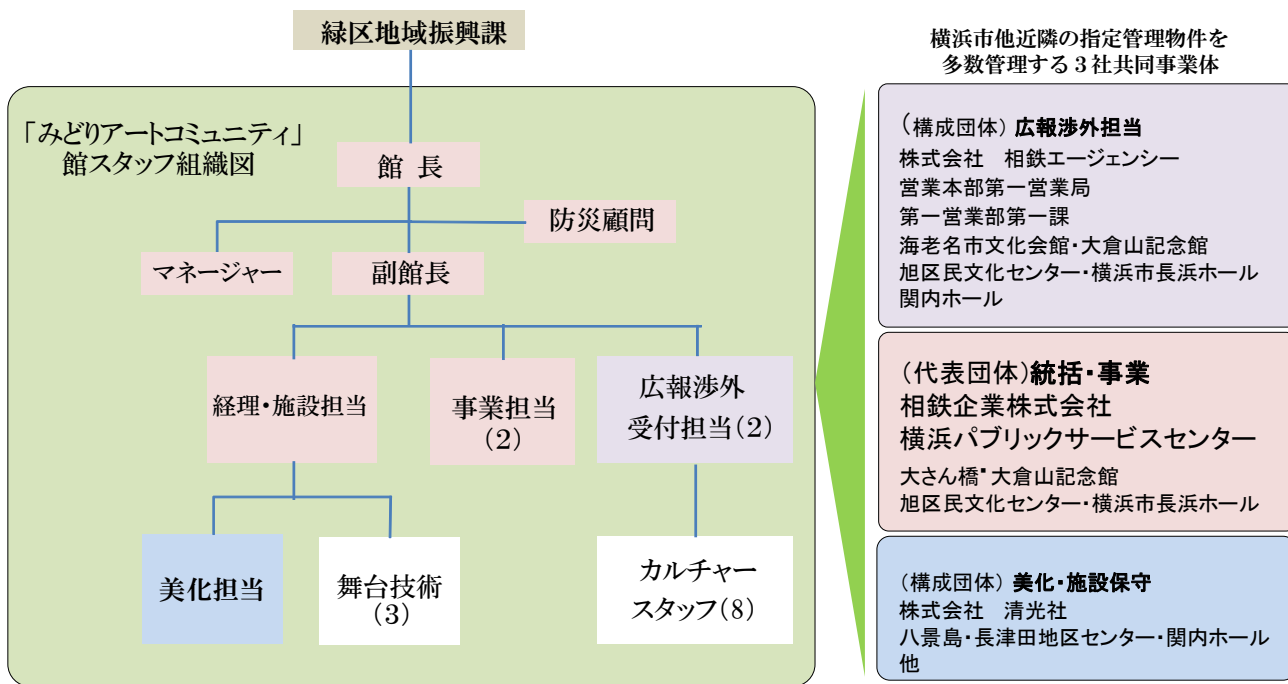 緑区地域振興課
「みどりアートコミュニティ」
館スタッフ組織図
館 長
防災顧問
マネージャー
副館長
経理・施設担当
事業担当
(2)
広報渉外
受付担当(2)
美化担当
舞台技術
(3)
カルチャー
スタッフ(8)
横浜市他近隣の指定管理物件を
多数管理する3社共同事業体
(構成団体) 広報渉外担当
株式会社 相鉄エージェンシー
営業本部第一営業局
第一営業部第一課
海老名市文化会館・大倉山記念館
旭区民文化センター・横浜市長浜ホール
関内ホール
(代表団体)統括・事業
相鉄企業株式会社
横浜パブリックサービスセンター
大さん橋・大倉山記念館
旭区民文化センター・横浜市長浜ホール
(構成団体) 美化・施設保守
株式会社 清光社
八景島・長津田地区センター・関内ホール
他